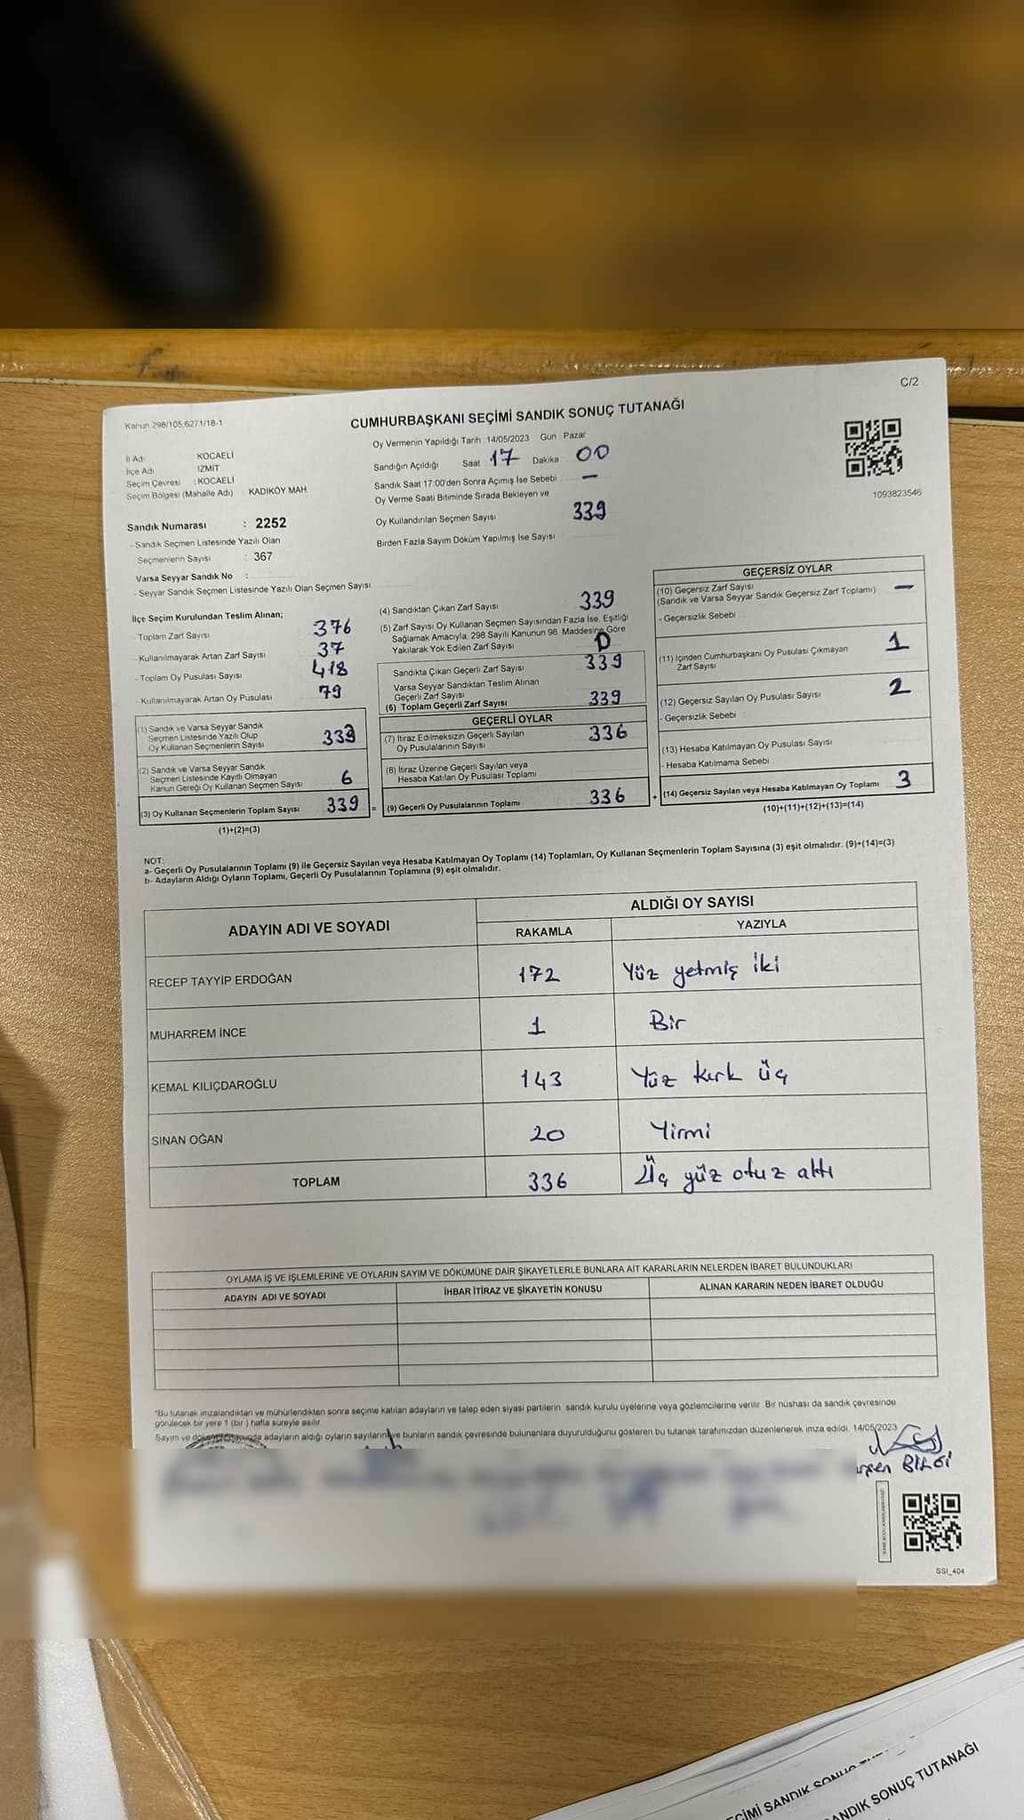 C/2
Kanun 298/105;6271/18-1
CUMHURBAŞKANI SEÇİMİ SANDIK SONUÇ TUTANAĞI
Oy Vermenin Yapıldığı Tarih : 14/05/2023 Gün : Pazar
İl Adı KOCAELİ
İlçe Adı İZMİT
Seçim Çevresi : KOCAELİ
Seçim Bölgesi (Mahalle Adı) : KADIKÖY MAH
Sandığın Açıldığı Saat 17 Dakika 00
Sandık Saat 17:00'den Sonra Açımış İse Sebebi —
Oy Verme Saati Bitiminde Sırada Bekleyen ve
Oy Kullandırılan Seçmen Sayısı 339
Birden Fazla Sayım Döküm Yapılmış İse Sayısı
1093823546
Sandık Numarası : 2252
- Sandık Seçmen Listesinde Yazılı Olan
Seçmenlerin Sayısı : 367
Varsa Seyyar Sandık No :
- Seyyar Sandık Seçmen Listesinde Yazılı Olan Seçmen Sayısı
İlçe Seçim Kurulundan Teslim Alınan;
- Toplam Zarf Sayısı 376
- Kullanılmayarak Artan Zarf Sayısı 37
- Toplam Oy Pusulası Sayısı 418
- Kullanılmayarak Artan Oy Pusulası 79
(1) Sandık ve Varsa Seyyar Sandık
Seçmen Listesinde Yazılı Olup
Oy Kullanan Seçmenlerin Sayısı 333
(2) Sandık ve Varsa Seyyar Sandık
Seçmen Listesinde Kayıtlı Olmayan
Kanun Gereği Oy Kullanan Seçmen Sayısı 6
(3) Oy Kullanan Seçmenlerin Toplam Sayısı 339 =
(1)+(2)=(3)
(4) Sandıktan Çıkan Zarf Sayısı 339
(5) Zarf Sayısı Oy Kullanan Seçmen Sayısından Fazla İse, Eşitliği
Sağlamak Amacıyla, 298 Sayılı Kanunun 98. Maddesine Göre
Yakılarak Yok Edilen Zarf Sayısı 0
Sandıkta Çıkan Geçerli Zarf Sayısı 339
Varsa Seyyar Sandıktan Teslim Alınan
Geçerli Zarf Sayısı
(6) Toplam Geçerli Zarf Sayısı 339
GEÇERLİ OYLAR
(7) İtiraz Edilmeksizin Geçerli Sayılan
Oy Pusulalarının Sayısı 336
(8) İtiraz Üzerine Geçerli Sayılan veya
Hesaba Katılan Oy Pusulası Toplamı
(9) Geçerli Oy Pusulalarının Toplamı 336 +
GEÇERSİZ OYLAR
(10) Geçersiz Zarf Sayısı
(Sandık ve Varsa Seyyar Sandık Geçersiz Zarf Toplamı) —
- Geçersizlik Sebebi
(11) İçinden Cumhurbaşkanı Oy Pusulası Çıkmayan
Zarf Sayısı 1
(12) Geçersiz Sayılan Oy Pusulası Sayısı 2
- Geçersizlik Sebebi
(13) Hesaba Katılmayan Oy Pusulası Sayısı
- Hesaba Katılmama Sebebi
(14) Geçersiz Sayılan veya Hesaba Katılmayan Oy Toplamı 3
(10)+(11)+(12)+(13)=(14)
NOT:
a- Geçerli Oy Pusulalarının Toplamı (9) ile Geçersiz Sayılan veya Hesaba Katılmayan Oy Toplamı (14) Toplamları, Oy Kullanan Seçmenlerin Toplam Sayısına (3) eşit olmalıdır. (9)+(14)=(3)
b- Adayların Aldığı Oyların Toplamı, Geçerli Oy Pusulalarının Toplamına (9) eşit olmalıdır.
ADAYIN ADI VE SOYADI ALDIĞI OY SAYISI
RAKAMLA YAZIYLA
RECEP TAYYİP ERDOĞAN 172 Yüz yetmiş iki
MUHARREM İNCE 1 Bir
KEMAL KILIÇDAROĞLU 143 Yüz kırk üç
SİNAN OĞAN 20 Yirmi
TOPLAM 336 Üç yüz otuz altı
OYLAMA İŞ VE İŞLEMLERİNE VE OYLARIN SAYIM VE DÖKÜMÜNE DAİR ŞİKAYETLERLE BUNLARA AİT KARARLARIN NELERDEN İBARET BULUNDUKLARI
ADAYIN ADI VE SOYADI İHBAR İTİRAZ VE ŞİKAYETİN KONUSU ALINAN KARARIN NEDEN İBARET OLDUĞU
*Bu tutanak imzalandıktan ve mühürlendikten sonra seçime katılan adayların ve talep eden siyasi partilerin sandık kurulu üyelerine veya gözlemcilerine verilir. Bir nüshası da sandık çevresinde
görülecek bir yere 1 (bir) hafta süreyle asılır.
Sayım ve adayların aldığı oyların sayılarını ve bunların sandık çevresinde bulunanlara duyurulduğunu gösteren bu tutanak tarafımızdan düzenlenerek imza edildi. 14/05/2023
BİLGİ
SSI_404
SANDIK SONUÇ TUTANAĞI